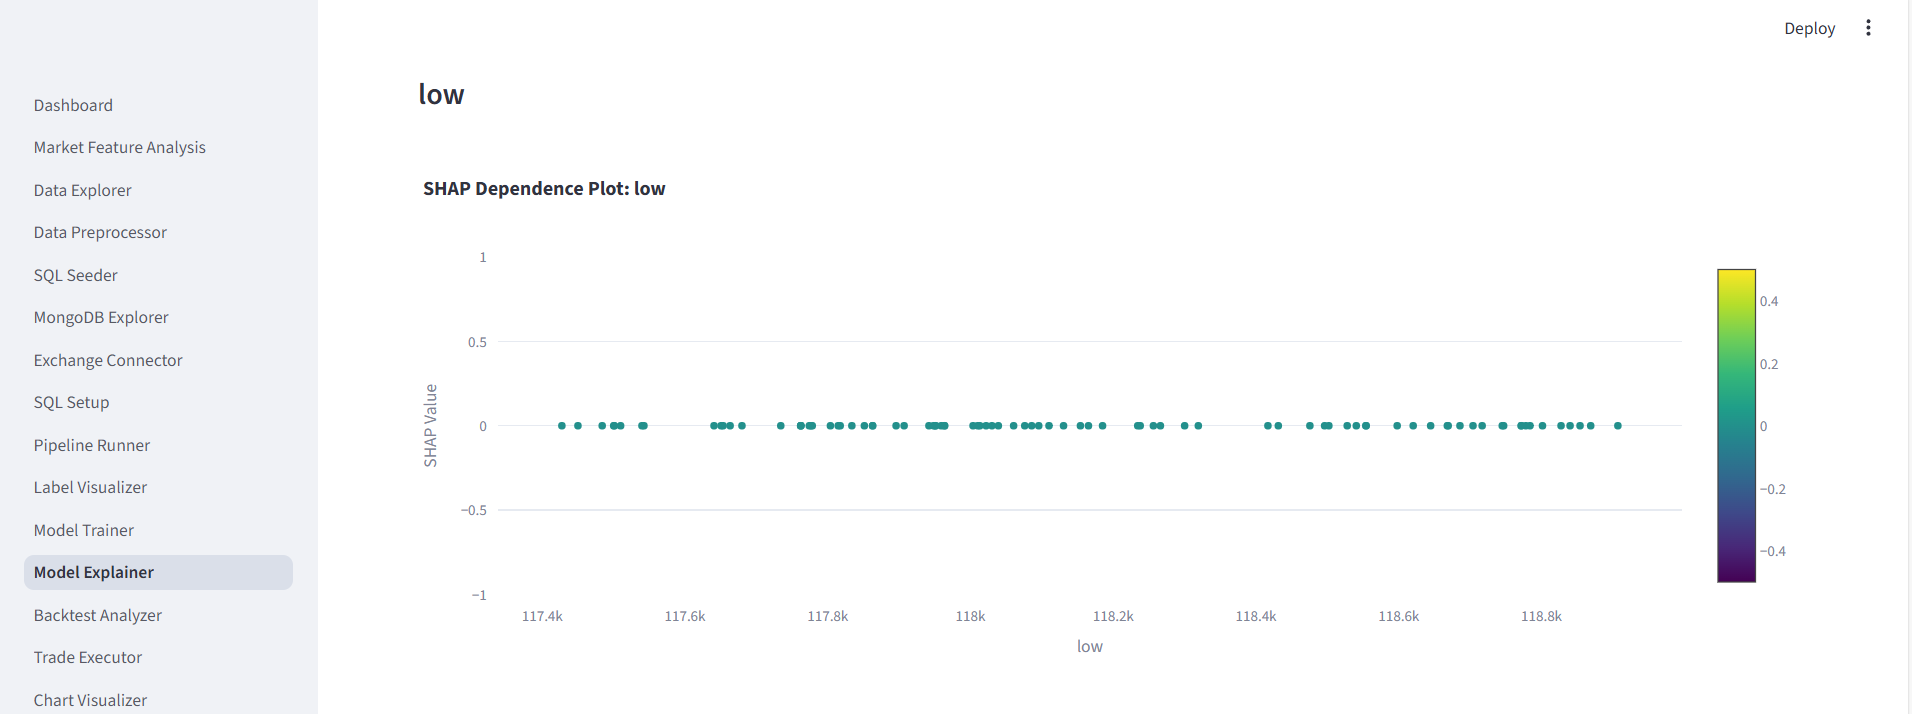 Deploy
Dashboard
Market Feature Analysis
Data Explorer
Data Preprocessor
SQL Seeder
MongoDB Explorer
Exchange Connector
SQL Setup
Pipeline Runner
Label Visualizer
Model Trainer
Model Explainer
Backtest Analyzer
Trade Executor
Chart Visualizer
low
SHAP Dependence Plot: low
1
0.5
0
−0.5
−1
SHAP Value
117.4k 117.6k 117.8k 118k 118.2k 118.4k 118.6k 118.8k
low
0.4
0.2
0
−0.2
−0.4